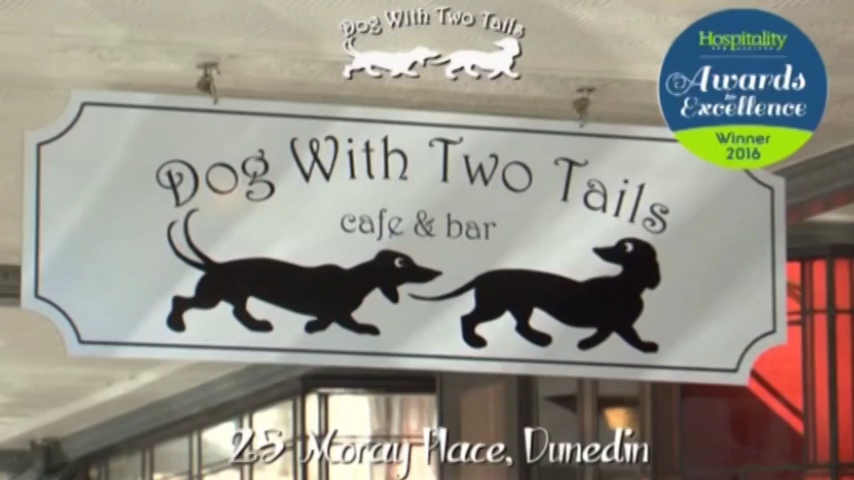 Dog With Two Tails
Hospitality
Awards
for
Excellence
Winner
2016
Dog With Two Tails
cafe & bar
25 Moray Place, Dunedin